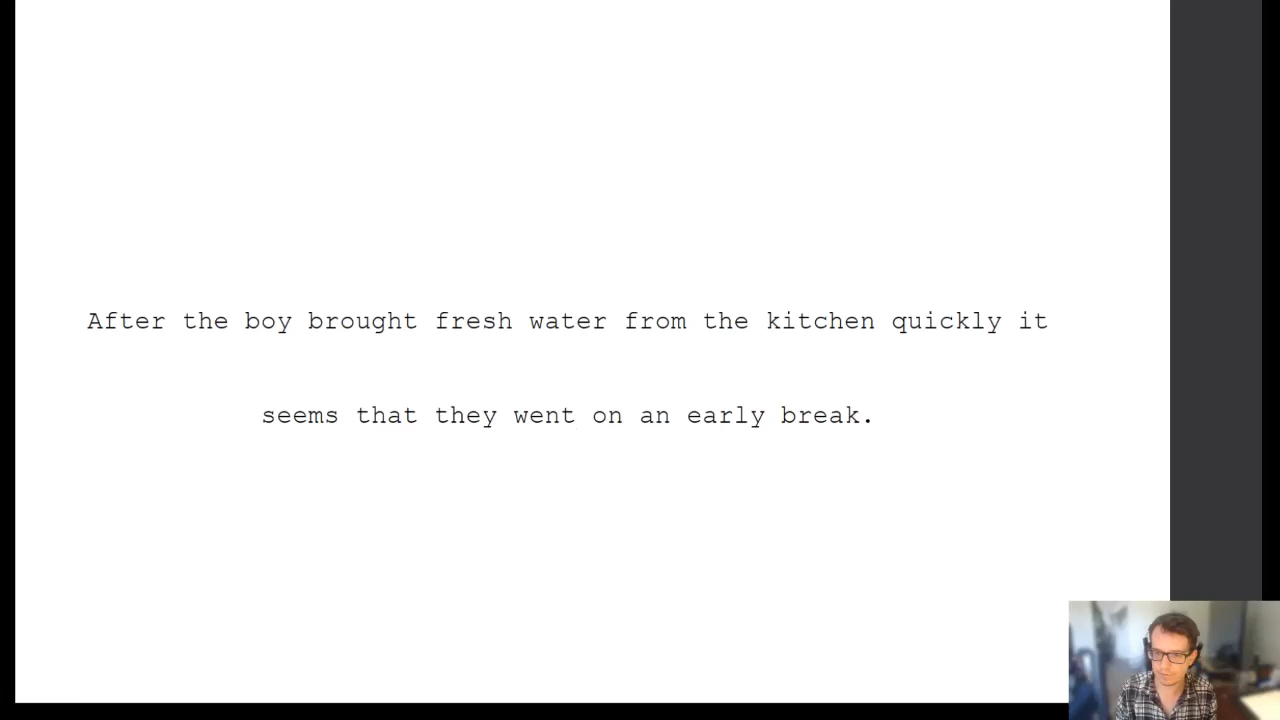 After the boy brought fresh water from the kitchen quickly it
seems that they went on an early break.